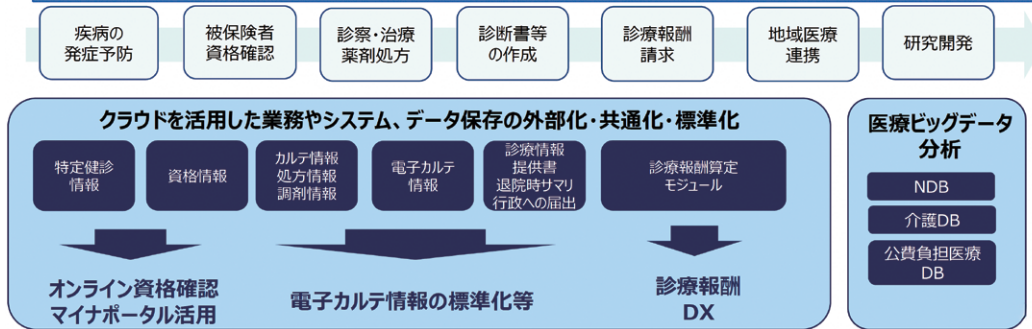 疾病の
発症予防
被保険者
資格確認
診察・治療
薬剤処方
診断書等
の作成
診療報酬
請求
地域医療
連携
研究開発
クラウドを活用した業務やシステム、データ保存の外部化・共通化・標準化
特定健診
情報
資格情報
カルテ情報
処方情報
調剤情報
電子カルテ
情報
診療情報
提供書
退院時サマリ
行政への届出
診療報酬算定
モジュール
オンライン資格確認
マイナポータル活用
電子カルテ情報の標準化等
診療報酬
DX
医療ビッグデータ
分析
NDB
介護DB
公費負担医療
DB